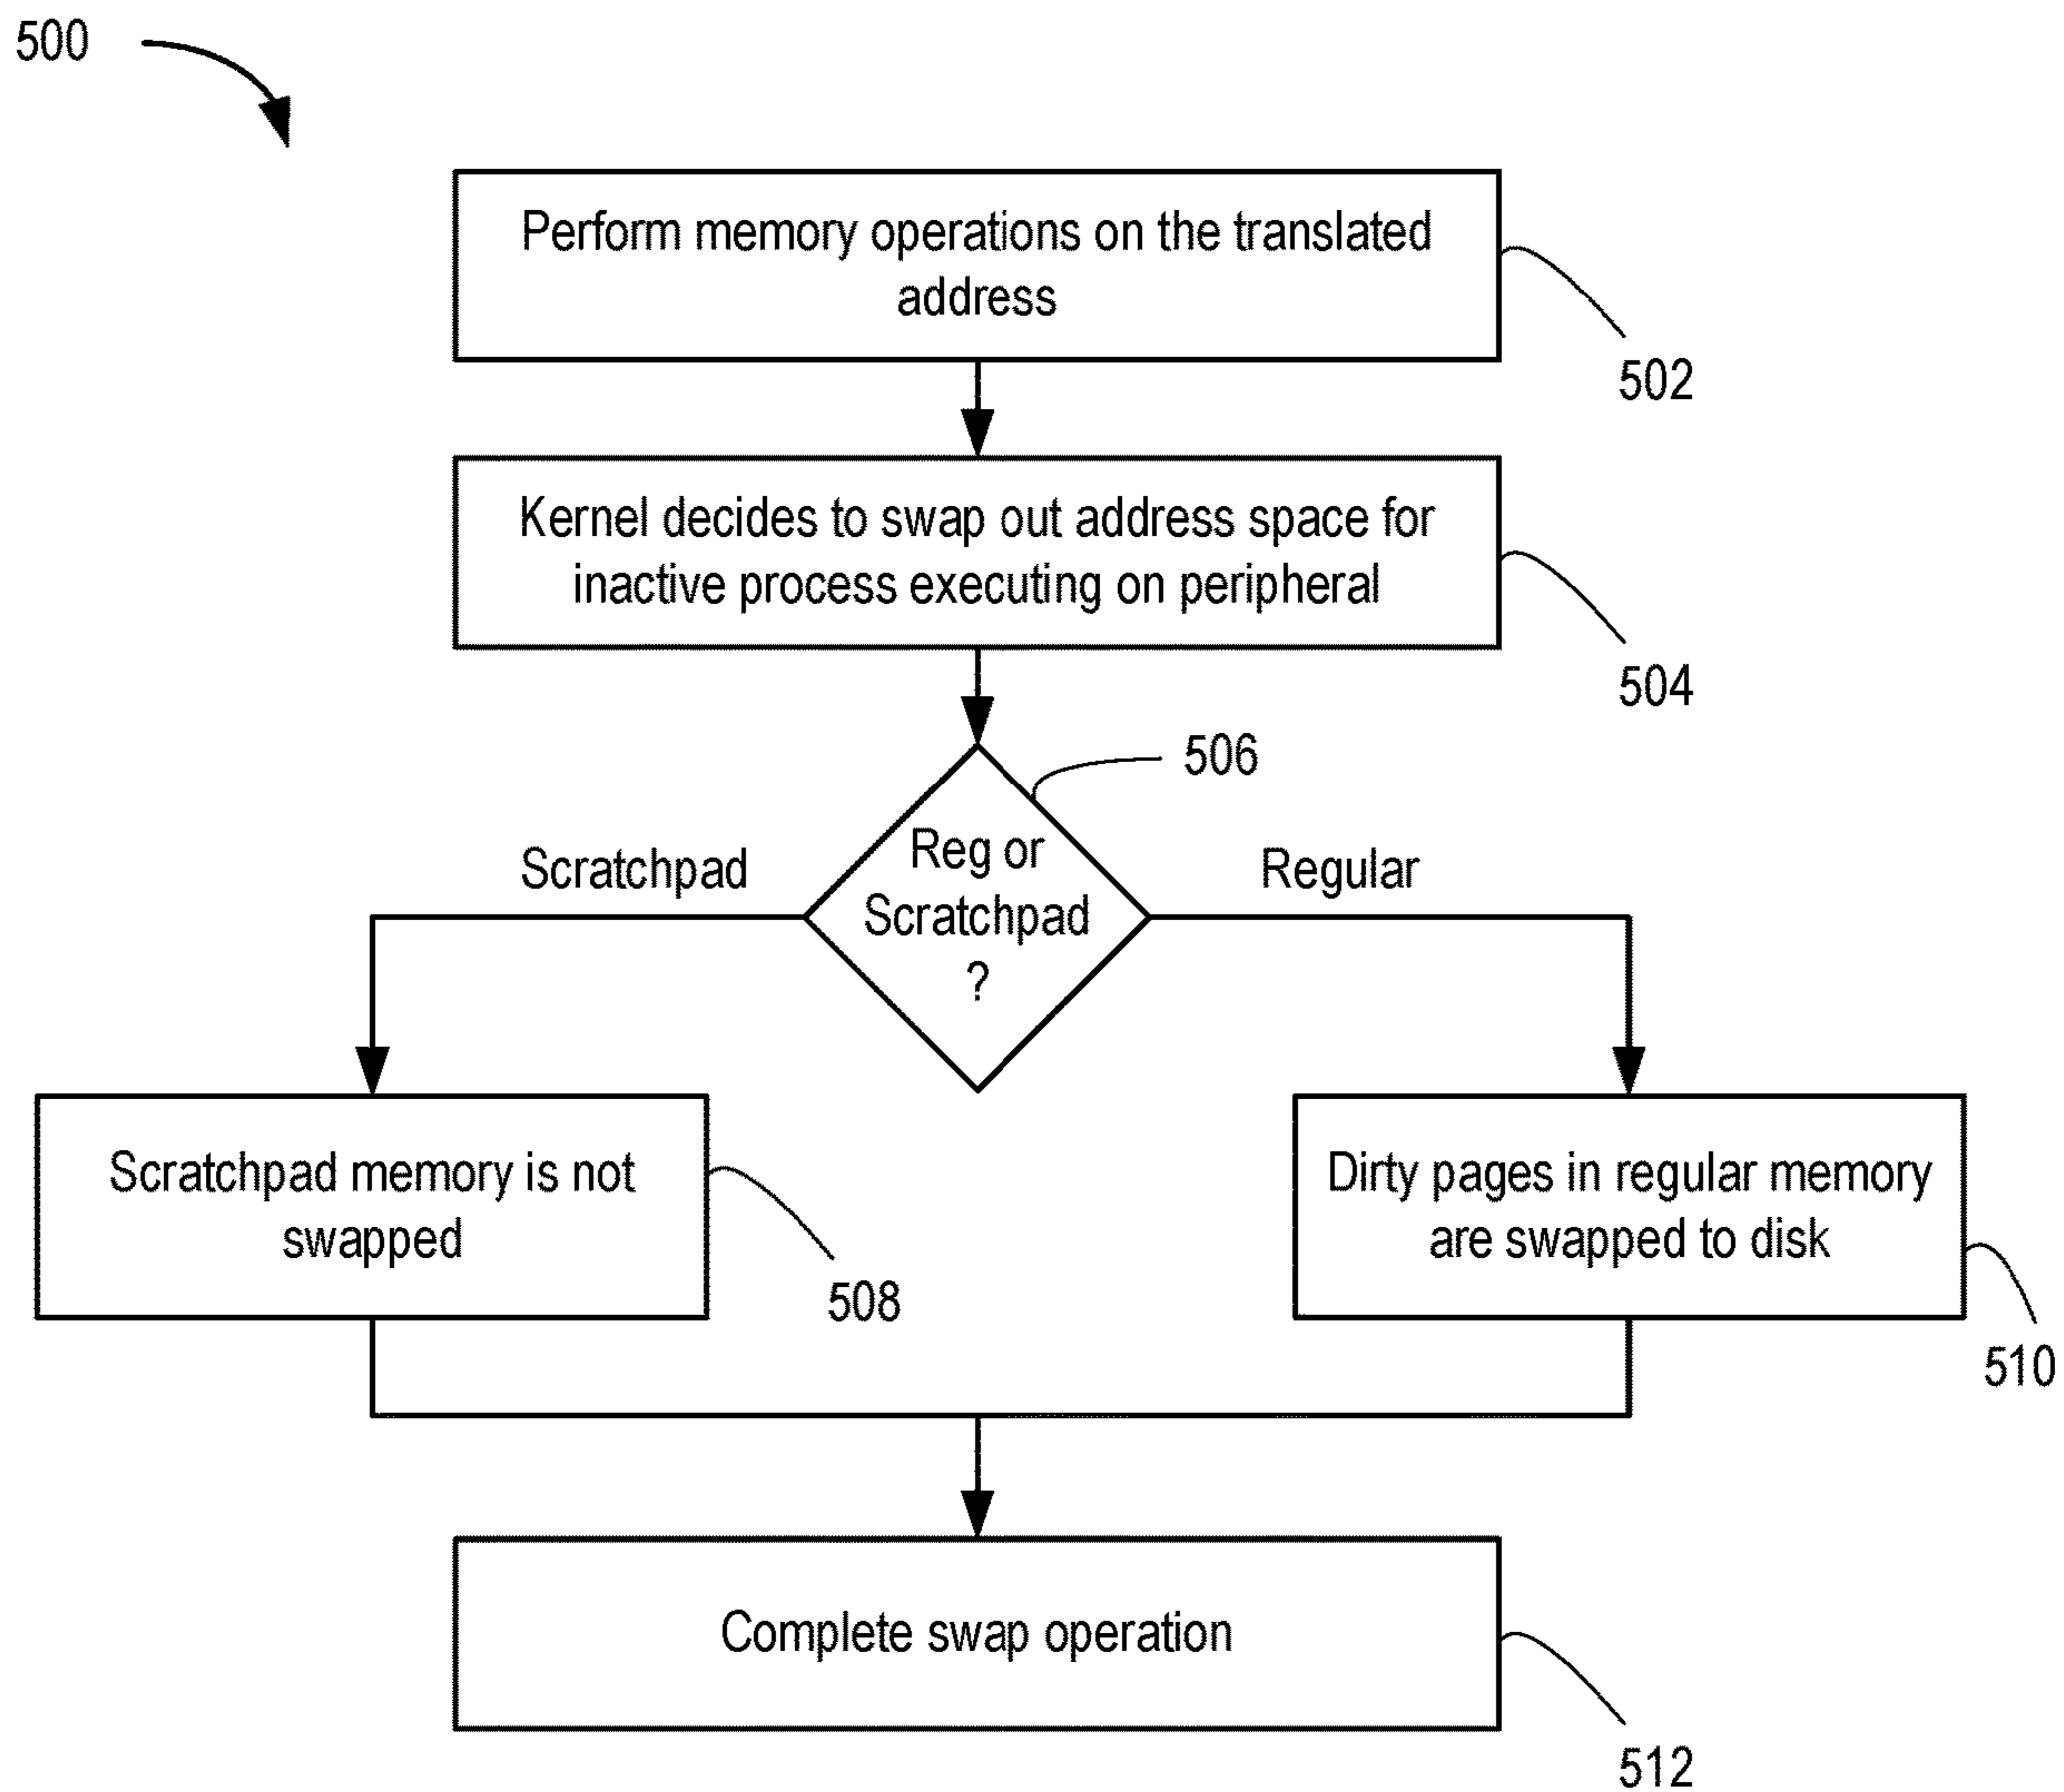 500
Perform memory operations on the translated
address
502
Kernel decides to swap out address space for
inactive process executing on peripheral
504
506
Reg or
Scratchpad
?
Scratchpad
Regular
Scratchpad memory is not
swapped
508
Dirty pages in regular memory
are swapped to disk
510
Complete swap operation
512